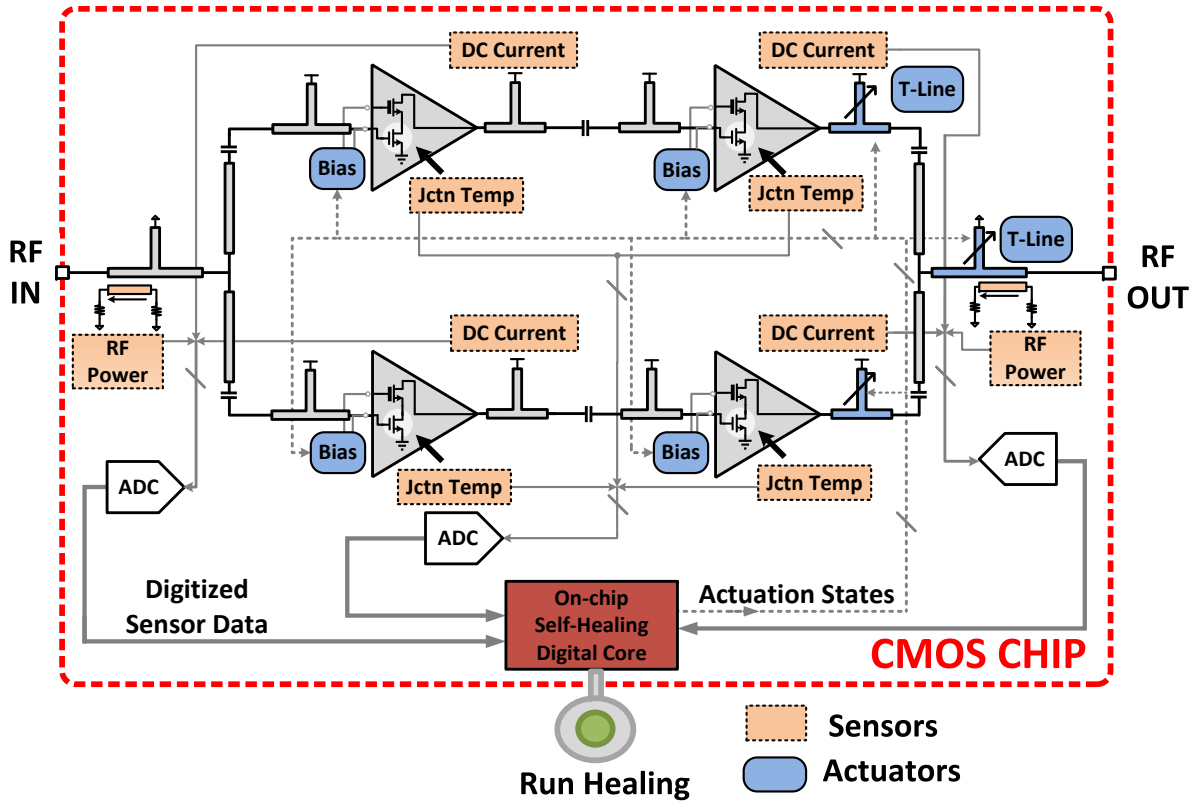 DC Current
DC Current
T-Line
Bias
Bias
Jctn Temp
Jctn Temp
RF
IN
T-Line
RF
OUT
RF
Power
DC Current
DC Current
RF
Power
Bias
Bias
Jctn Temp
Jctn Temp
ADC
ADC
ADC
Digitized
Sensor Data
On-chip
Self-Healing
Digital Core
Actuation States
CMOS CHIP
Run Healing
Sensors
Actuators